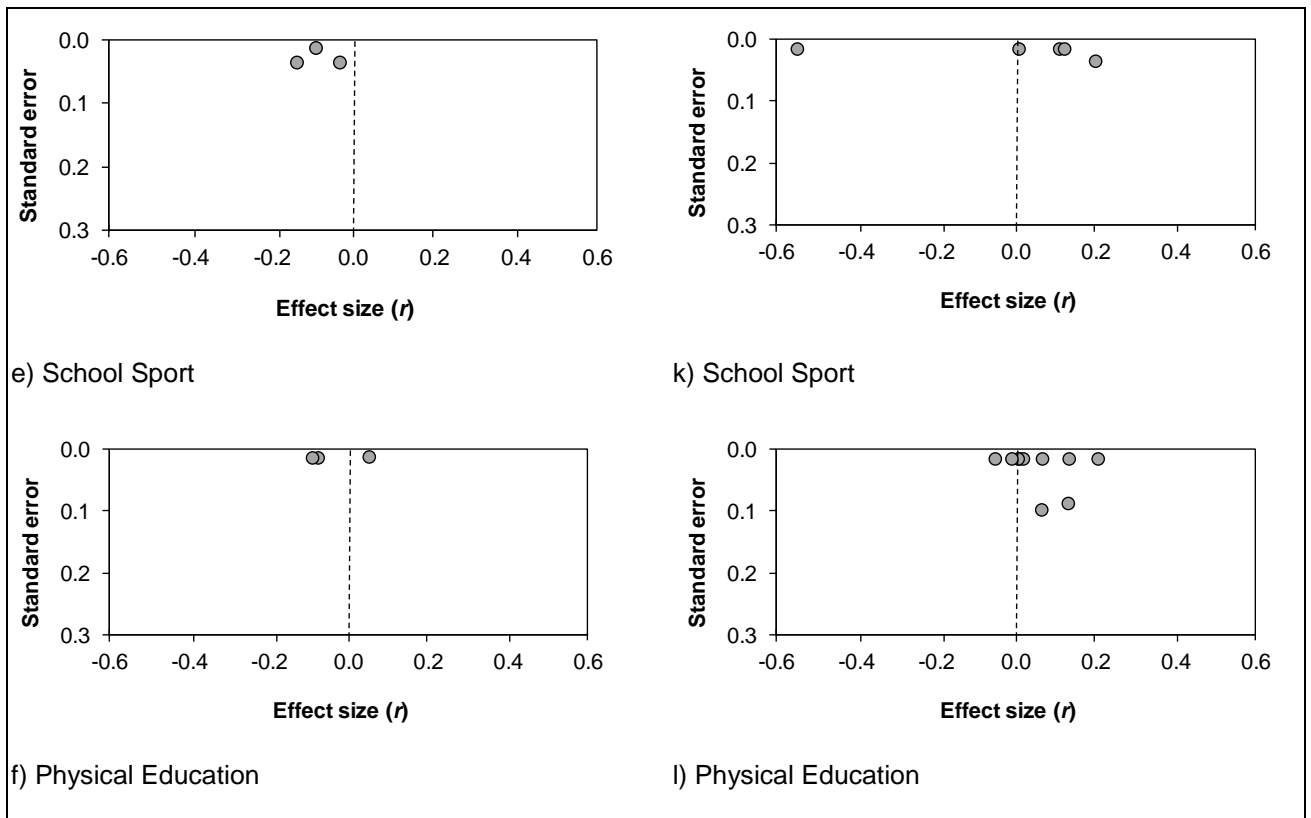 0.0
0.1
0.2
0.3
Standard error
-0.6 -0.4 -0.2 0.0 0.2 0.4 0.6
Effect size (r)
e) School Sport
0.0
0.1
0.2
0.3
Standard error
-0.6 -0.4 -0.2 0.0 0.2 0.4 0.6
Effect size (r)
k) School Sport
0.0
0.1
0.2
0.3
Standard error
-0.6 -0.4 -0.2 0.0 0.2 0.4 0.6
Effect size (r)
f) Physical Education
0.0
0.1
0.2
0.3
Standard error
-0.6 -0.4 -0.2 0.0 0.2 0.4 0.6
Effect size (r)
l) Physical Education